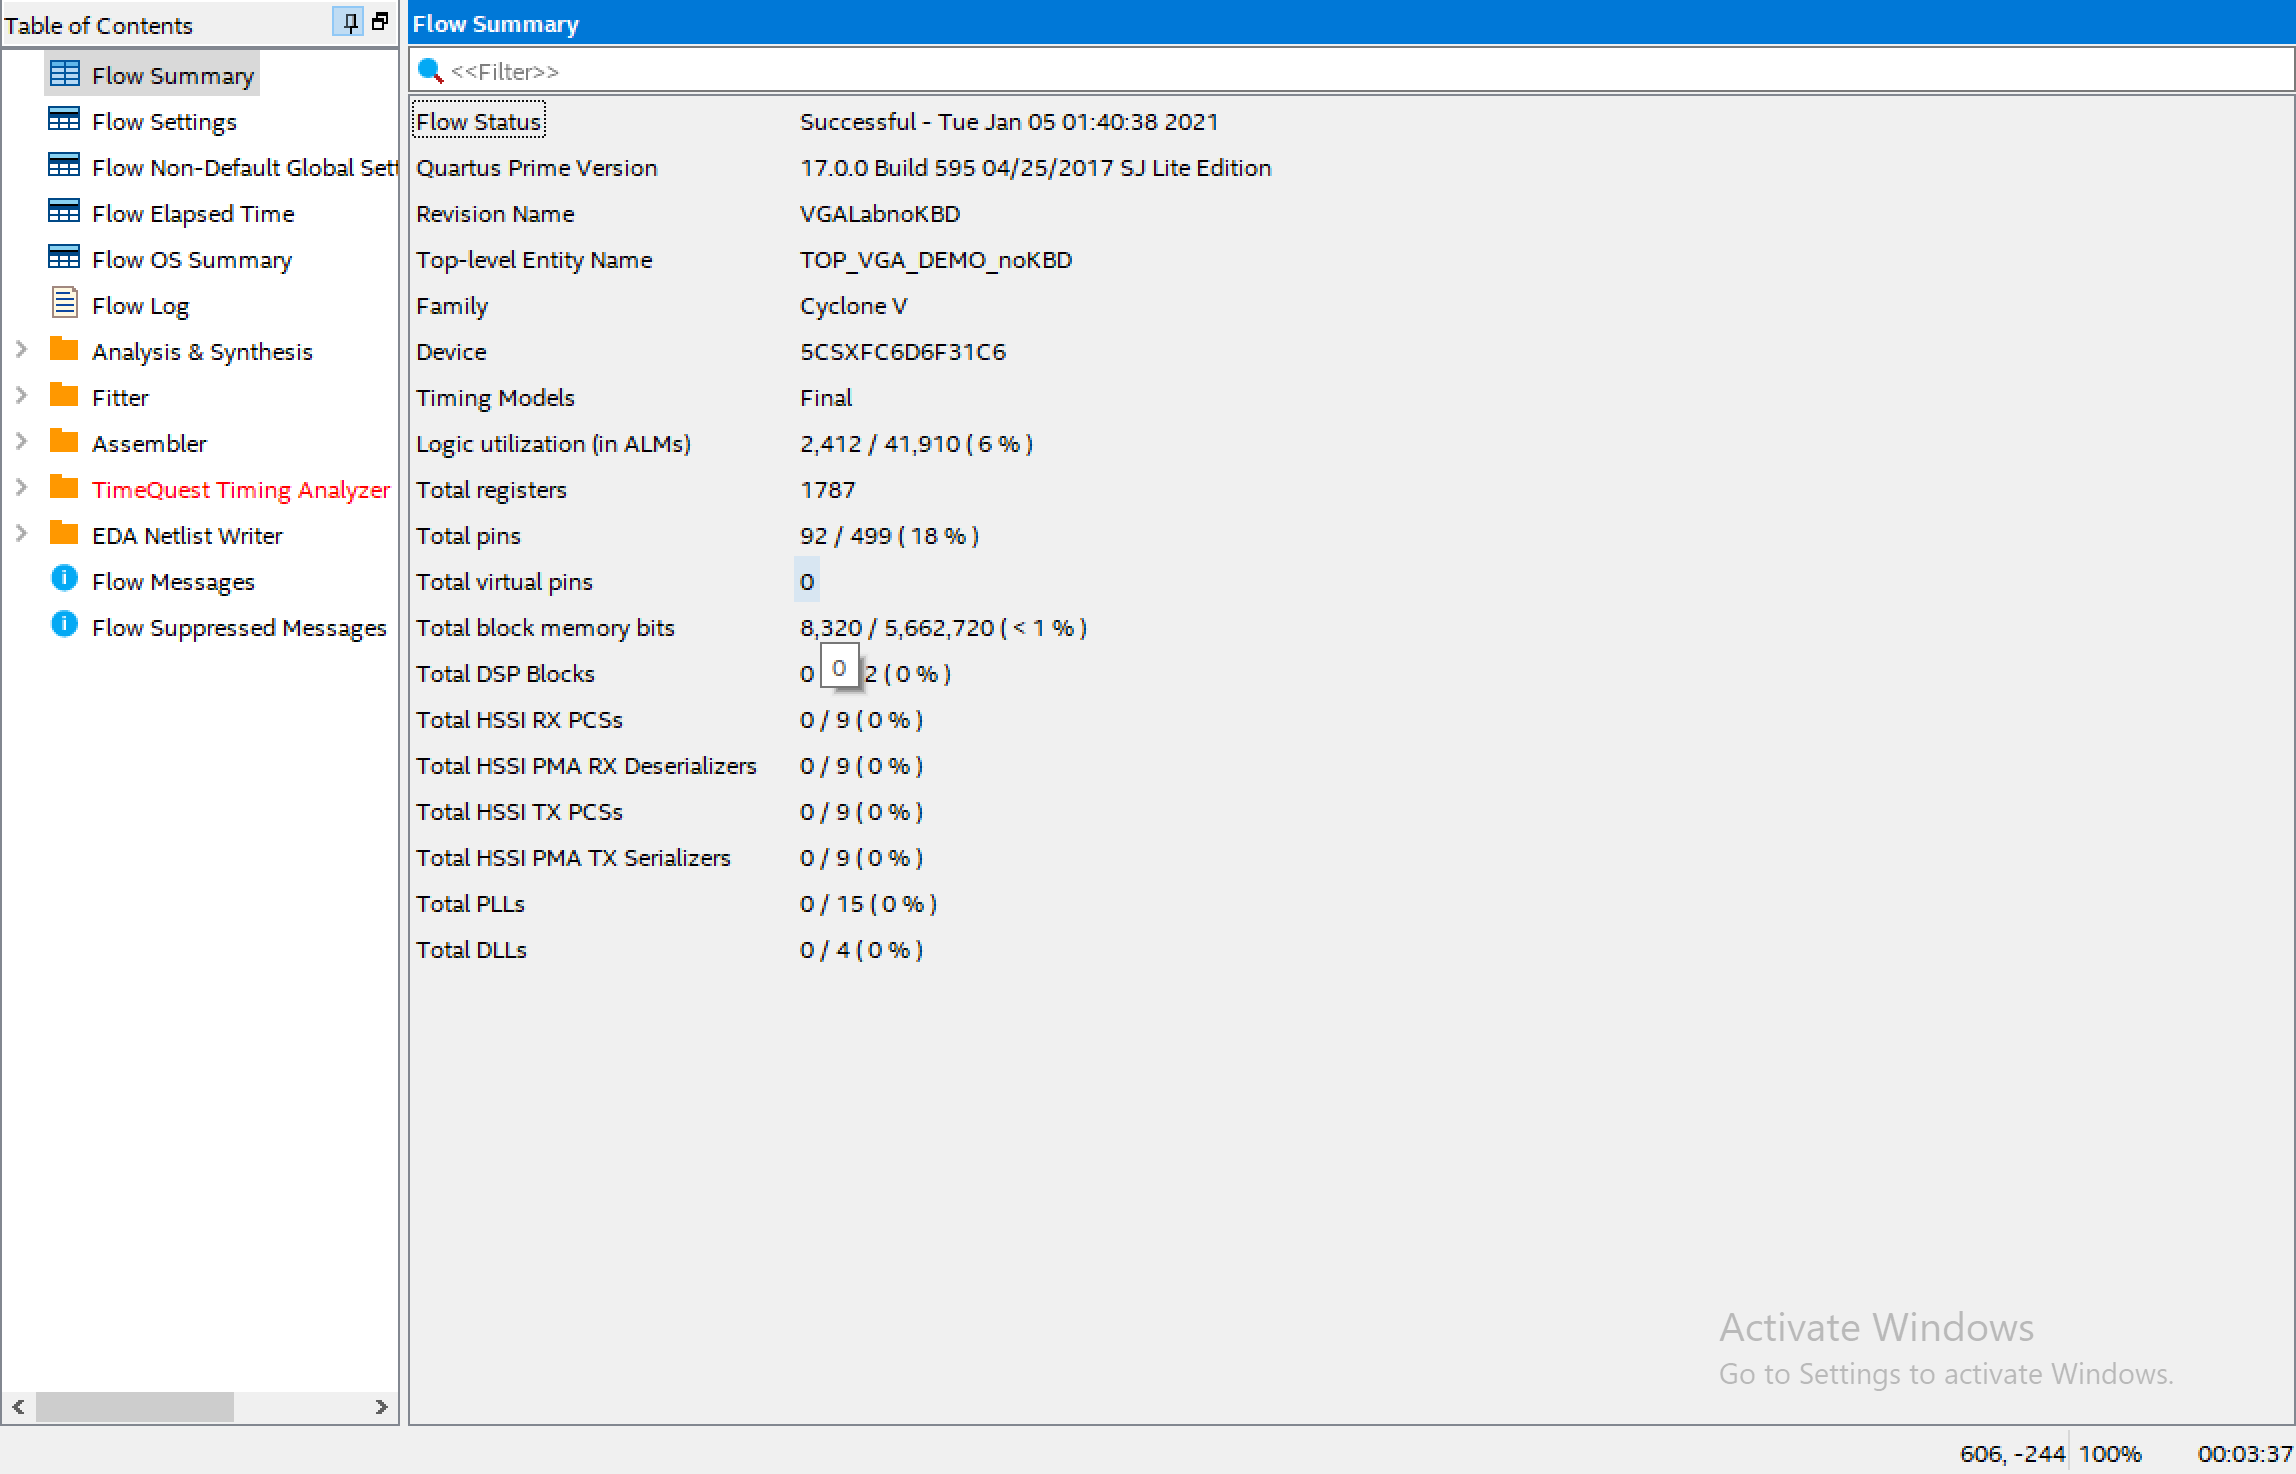 Table of Contents
Flow Summary
Flow Settings
Flow Non-Default Global Sett
Flow Elapsed Time
Flow OS Summary
Flow Log
Analysis & Synthesis
Fitter
Assembler
TimeQuest Timing Analyzer
EDA Netlist Writer
Flow Messages
Flow Suppressed Messages
Flow Summary
<<Filter>>
Flow Status Successful - Tue Jan 05 01:40:38 2021
Quartus Prime Version 17.0.0 Build 595 04/25/2017 SJ Lite Edition
Revision Name VGALabnoKBD
Top-level Entity Name TOP_VGA_DEMO_noKBD
Family Cyclone V
Device 5CSXFC6D6F31C6
Timing Models Final
Logic utilization (in ALMs) 2,412 / 41,910 ( 6 % )
Total registers 1787
Total pins 92 / 499 ( 18 % )
Total virtual pins 0
Total block memory bits 8,320 / 5,662,720 ( < 1 % )
Total DSP Blocks 0 0 2 ( 0 % )
Total HSSI RX PCSs 0 / 9 ( 0 % )
Total HSSI PMA RX Deserializers 0 / 9 ( 0 % )
Total HSSI TX PCSs 0 / 9 ( 0 % )
Total HSSI PMA TX Serializers 0 / 9 ( 0 % )
Total PLLs 0 / 15 ( 0 % )
Total DLLs 0 / 4 ( 0 % )
Activate Windows
Go to Settings to activate Windows.
606, -244 100% 00:03:37